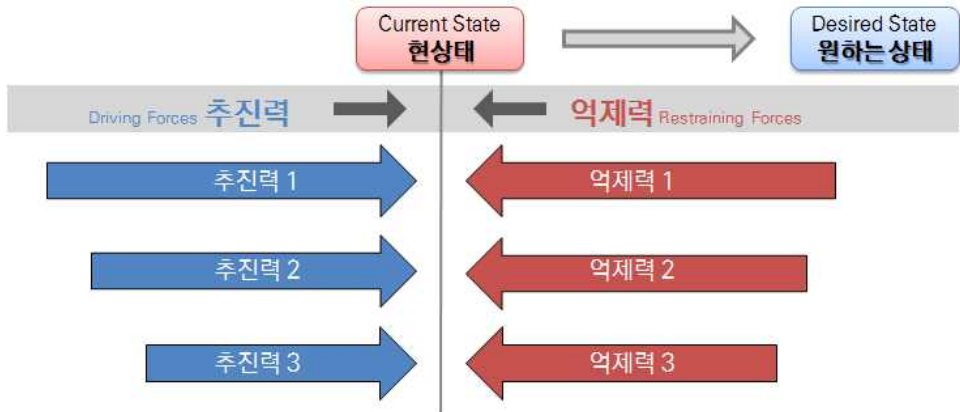 Current State
현상태
Desired State
원하는 상태
Driving Forces 추진력
억제력 Restraining Forces
추진력 1
억제력 1
추진력 2
억제력 2
추진력 3
억제력 3